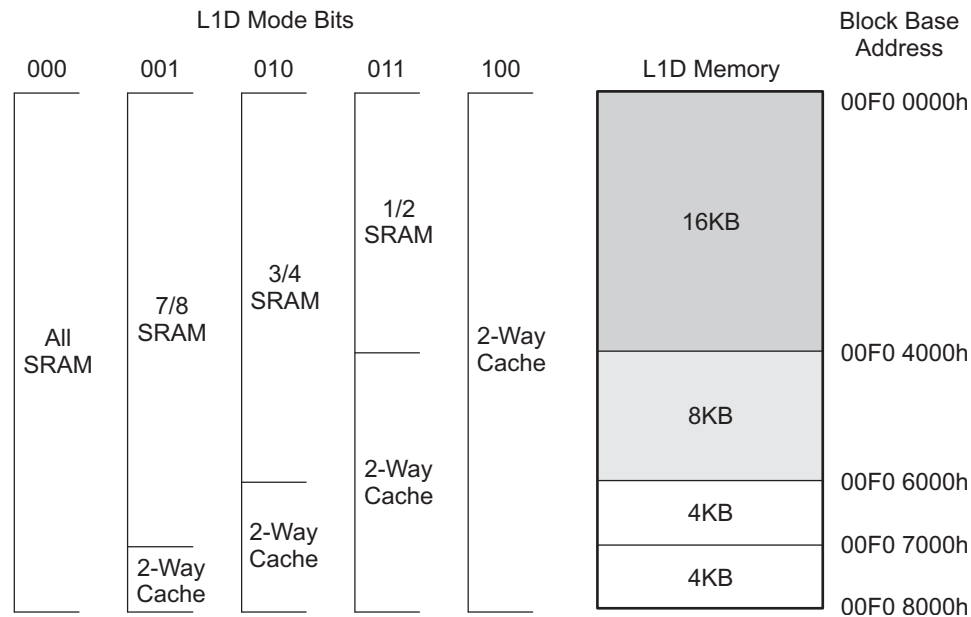 L1D Mode Bits
Block Base
Address
000 001 010 011 100 L1D Memory
00F0 0000h
1/2
SRAM
16KB
3/4
SRAM
7/8
SRAM
All
SRAM
2-Way
Cache
00F0 4000h
8KB
2-Way
Cache
00F0 6000h
4KB
2-Way
Cache
00F0 7000h
2-Way
Cache
4KB
00F0 8000h